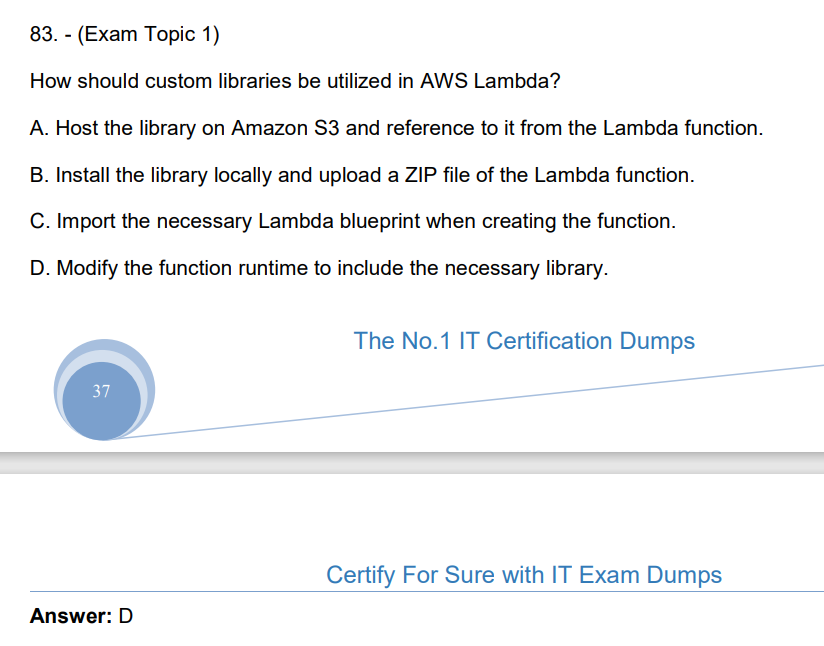 83. - (Exam Topic 1)
How should custom libraries be utilized in AWS Lambda?
A. Host the library on Amazon S3 and reference to it from the Lambda function.
B. Install the library locally and upload a ZIP file of the Lambda function.
C. Import the necessary Lambda blueprint when creating the function.
D. Modify the function runtime to include the necessary library.
The No.1 IT Certification Dumps
37
Certify For Sure with IT Exam Dumps
Answer: D